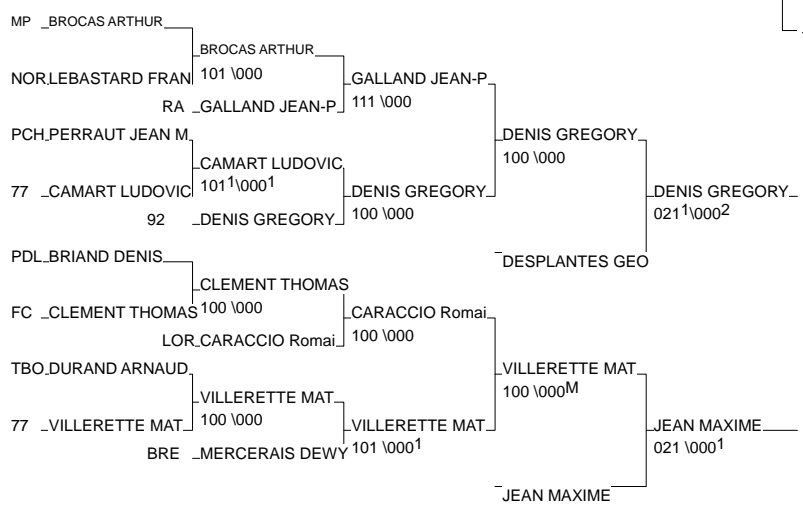 MP BROCAS ARTHUR
BROCAS ARTHUR
101 \000
NOR LEBASTARD FRAN
GALLAND JEAN-P
111 \000
RA GALLAND JEAN-P
PCH PERRAUT JEAN M
DENIS GREGORY
100 \000
CAMART LUDOVIC
101¹\000¹
77 CAMART LUDOVIC
DENIS GREGORY
100 \000
DENIS GREGORY
021¹\000²
92 DENIS GREGORY
PDL BRIAND DENIS
DESPLANTES GEO
CLEMENT THOMAS
100 \000
FC CLEMENT THOMAS
CARACCIO Romai
100 \000
LOR CARACCIO Romai
TBO DURAND ARNAUD
VILLERETTE MAT
100 \000M
VILLERETTE MAT
100 \000
77 VILLERETTE MAT
VILLERETTE MAT
101 \000¹
JEAN MAXIME
021 \000¹
BRE MERCERAIS DEWY
JEAN MAXIME